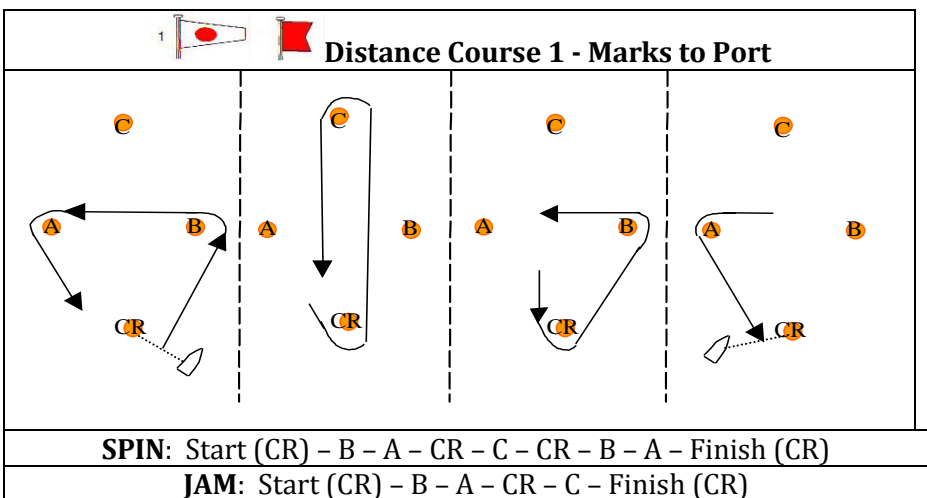 1 Distance Course 1 - Marks to Port
C C C C
A B A B A B A B
CR CR CR CR
SPIN: Start (CR) – B – A – CR – C – CR – B – A – Finish (CR)
JAM: Start (CR) – B – A – CR – C – Finish (CR)